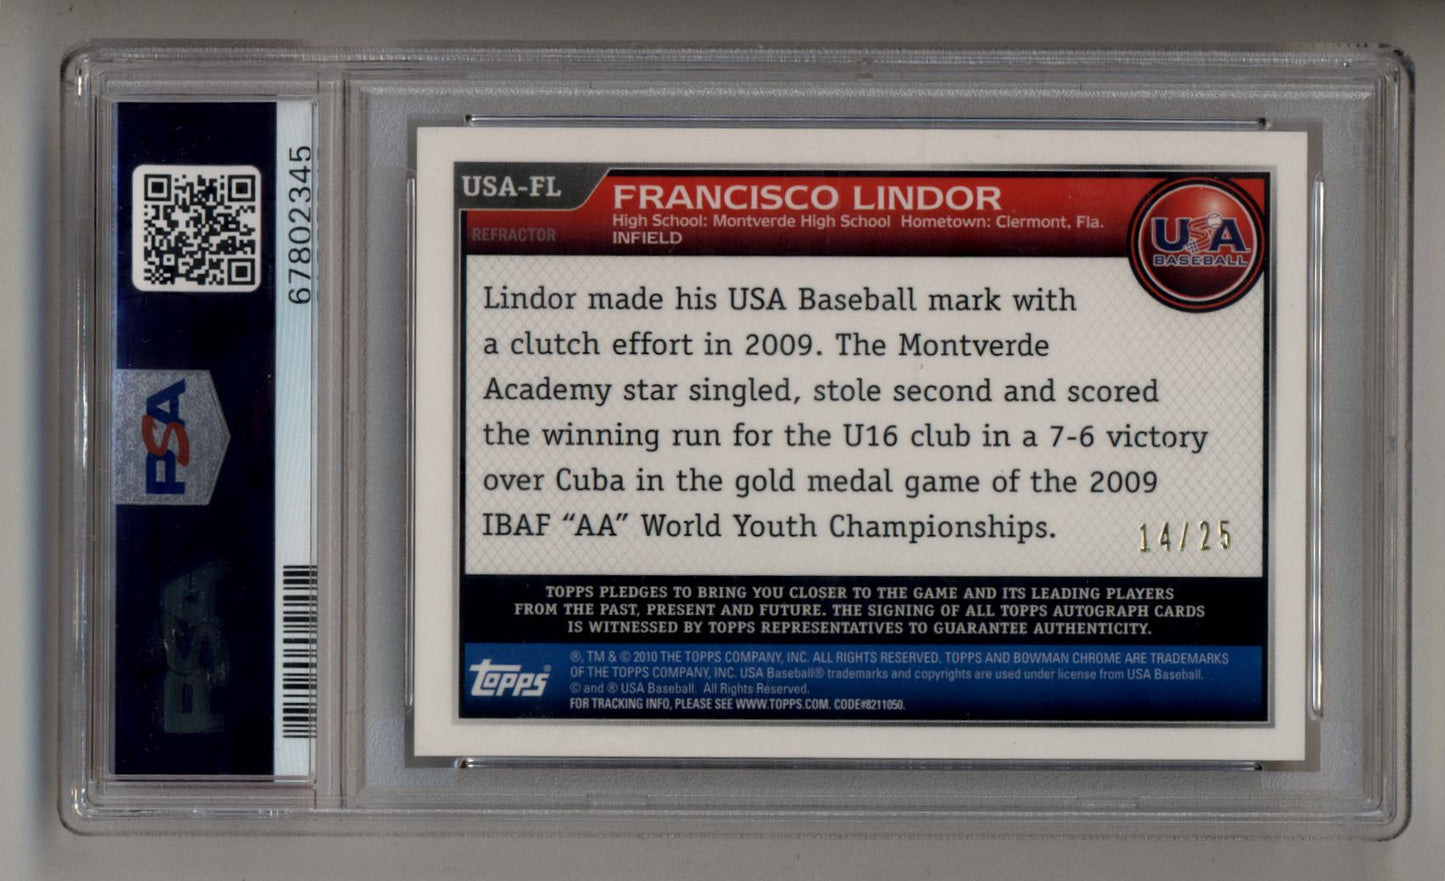 67802345
PSA
PSA
USA-FL
REFRACTOR
FRANCISCO LINDOR
High School: Montverde High School Hometown: Clermont, Fla.
INFIELD
USA
BASEBALL
Lindor made his USA Baseball mark with
a clutch effort in 2009. The Montverde
Academy star singled, stole second and scored
the winning run for the U16 club in a 7-6 victory
over Cuba in the gold medal game of the 2009
IBAF “AA” World Youth Championships.
14/25
TOPPS PLEDGES TO BRING YOU CLOSER TO THE GAME AND ITS LEADING PLAYERS
FROM THE PAST, PRESENT AND FUTURE. THE SIGNING OF ALL TOPPS AUTOGRAPH CARDS
IS WITNESSED BY TOPPS REPRESENTATIVES TO GUARANTEE AUTHENTICITY.
Topps®
®, TM & © 2010 THE TOPPS COMPANY, INC. ALL RIGHTS RESERVED. TOPPS AND BOWMAN CHROME ARE TRADEMARKS
OF THE TOPPS COMPANY, INC. USA Baseball® trademarks and copyrights are used under license from USA Baseball.
© and ® USA Baseball. All Rights Reserved.
FOR TRACKING INFO, PLEASE SEE WWW.TOPPS.COM. CODE#8211050.